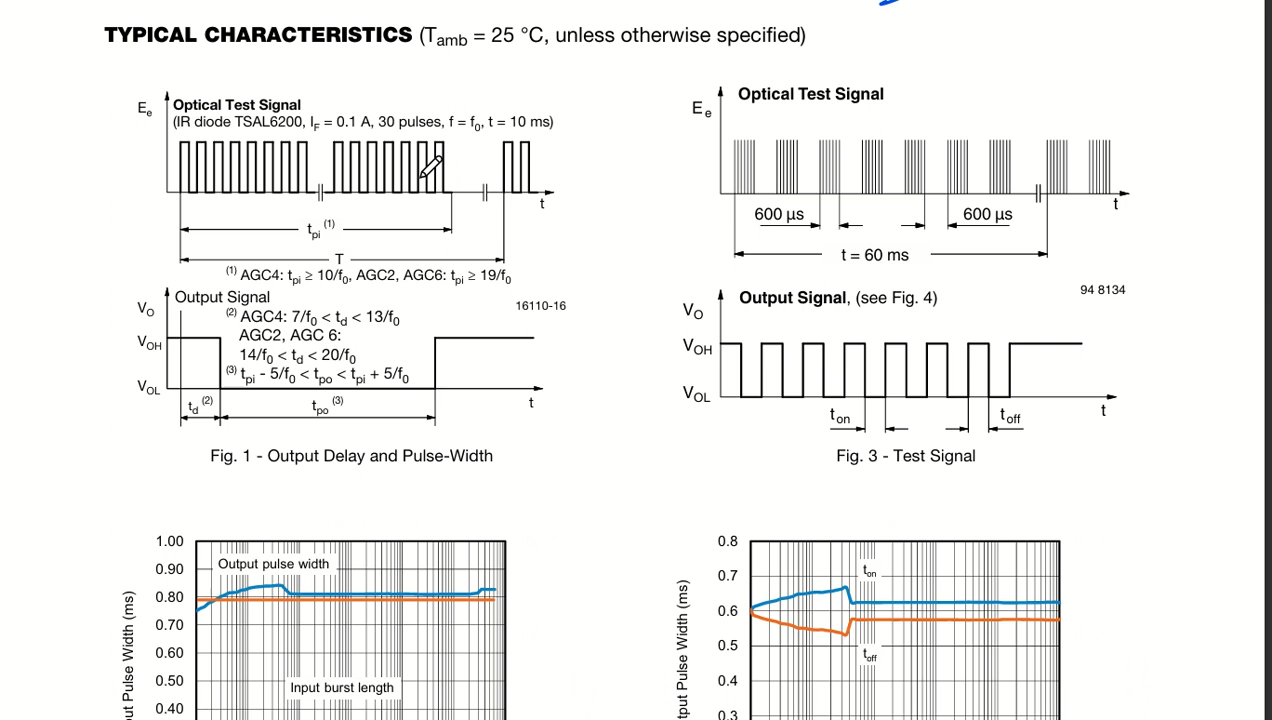 TYPICAL CHARACTERISTICS (Tamb = 25 °C, unless otherwise specified)
Ee
Optical Test Signal
(IR diode TSAL6200, IF = 0.1 A, 30 pulses, f = f0, t = 10 ms)
t
tpi (1)
T
(1) AGC4: tpi ≥ 10/f0, AGC2, AGC6: tpi ≥ 19/f0
VO
Output Signal
16110-16
(2) AGC4: 7/f0 < td < 13/f0
VOH
AGC2, AGC 6:
14/f0 < td < 20/f0
(3) tpi - 5/f0 < tpo < tpi + 5/f0
VOL
td (2)
tpo (3)
t
Fig. 1 - Output Delay and Pulse-Width
Ee
Optical Test Signal
t
600 µs
600 µs
t = 60 ms
94 8134
Output Signal, (see Fig. 4)
VO
VOH
VOL
ton
toff
t
Fig. 3 - Test Signal
1.00
0.90
0.80
0.70
0.60
0.50
0.40
Output pulse width
Input burst length
Pulse Width (ms)
0.8
0.7
0.6
0.5
0.4
0.3
ton
toff
Pulse Width (ms)